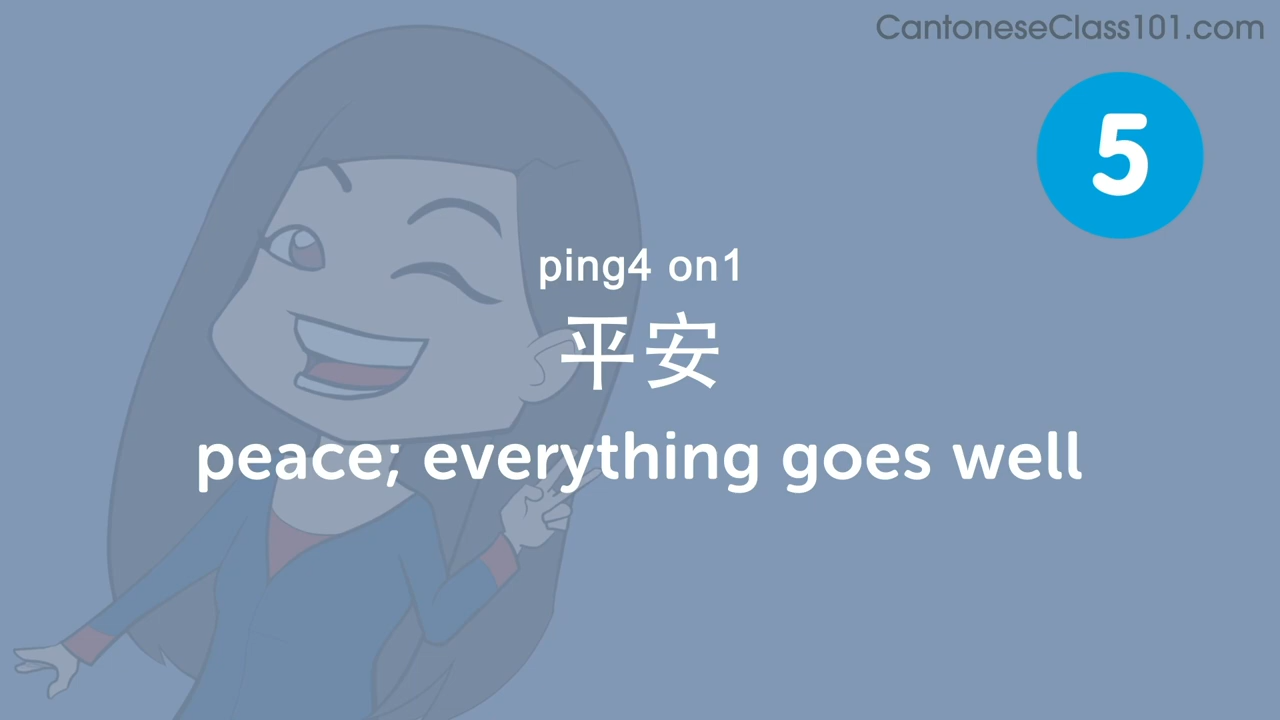 CantoneseClass101.com
5
ping4 on1
平安
peace; everything goes well